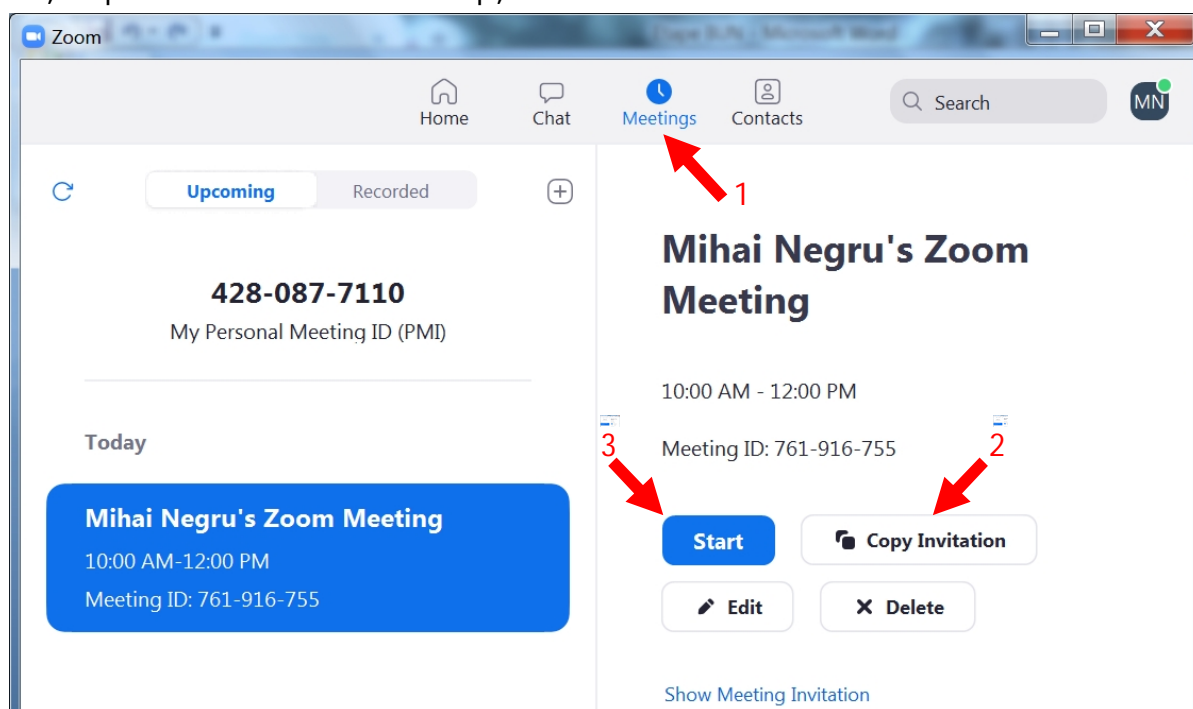 Zoom
Home Chat Meetings Contacts Search MN
1
Upcoming Recorded
428-087-7110
My Personal Meeting ID (PMI)
Today
Mihai Negru's Zoom Meeting
10:00 AM-12:00 PM
Meeting ID: 761-916-755
Mihai Negru's Zoom
Meeting
10:00 AM - 12:00 PM
Meeting ID: 761-916-755
3
2
Start Copy Invitation
Edit Delete
Show Meeting Invitation